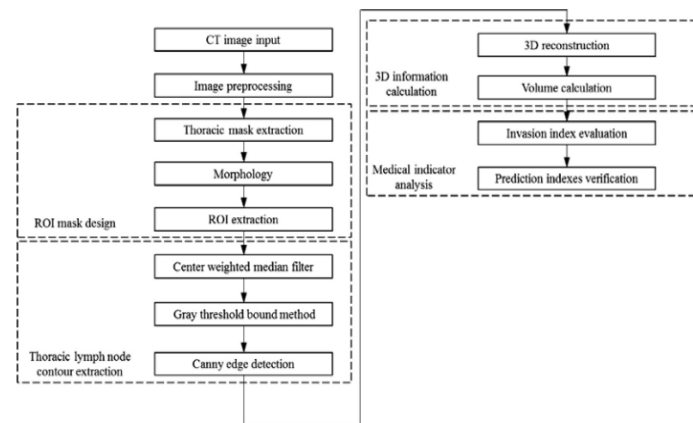 CT image input
Image preprocessing
Thoracic mask extraction
Morphology
ROI mask design
ROI extraction
Center weighted median filter
Gray threshold bound method
Thoracic lymph node
contour extraction
Canny edge detection
3D reconstruction
3D information
calculation
Volume calculation
Invasion index evaluation
Medical indicator
analysis
Prediction indexes verification